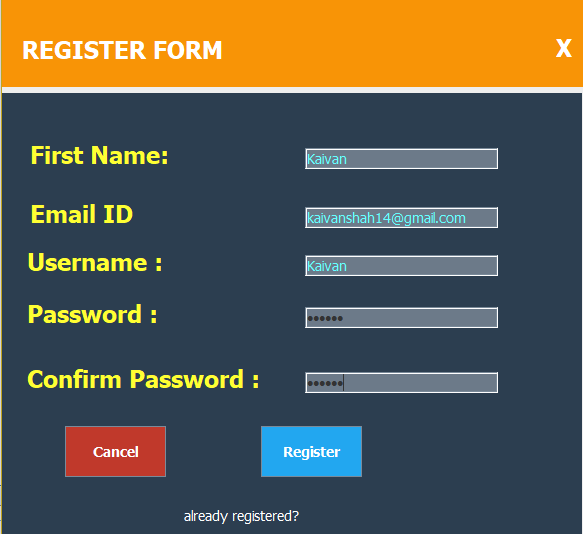 REGISTER FORM X
First Name: Kaivan
Email ID kaivanshah14@gmail.com
Username : Kaivan
Password : ••••••
Confirm Password : ••••••
Cancel Register
already registered?